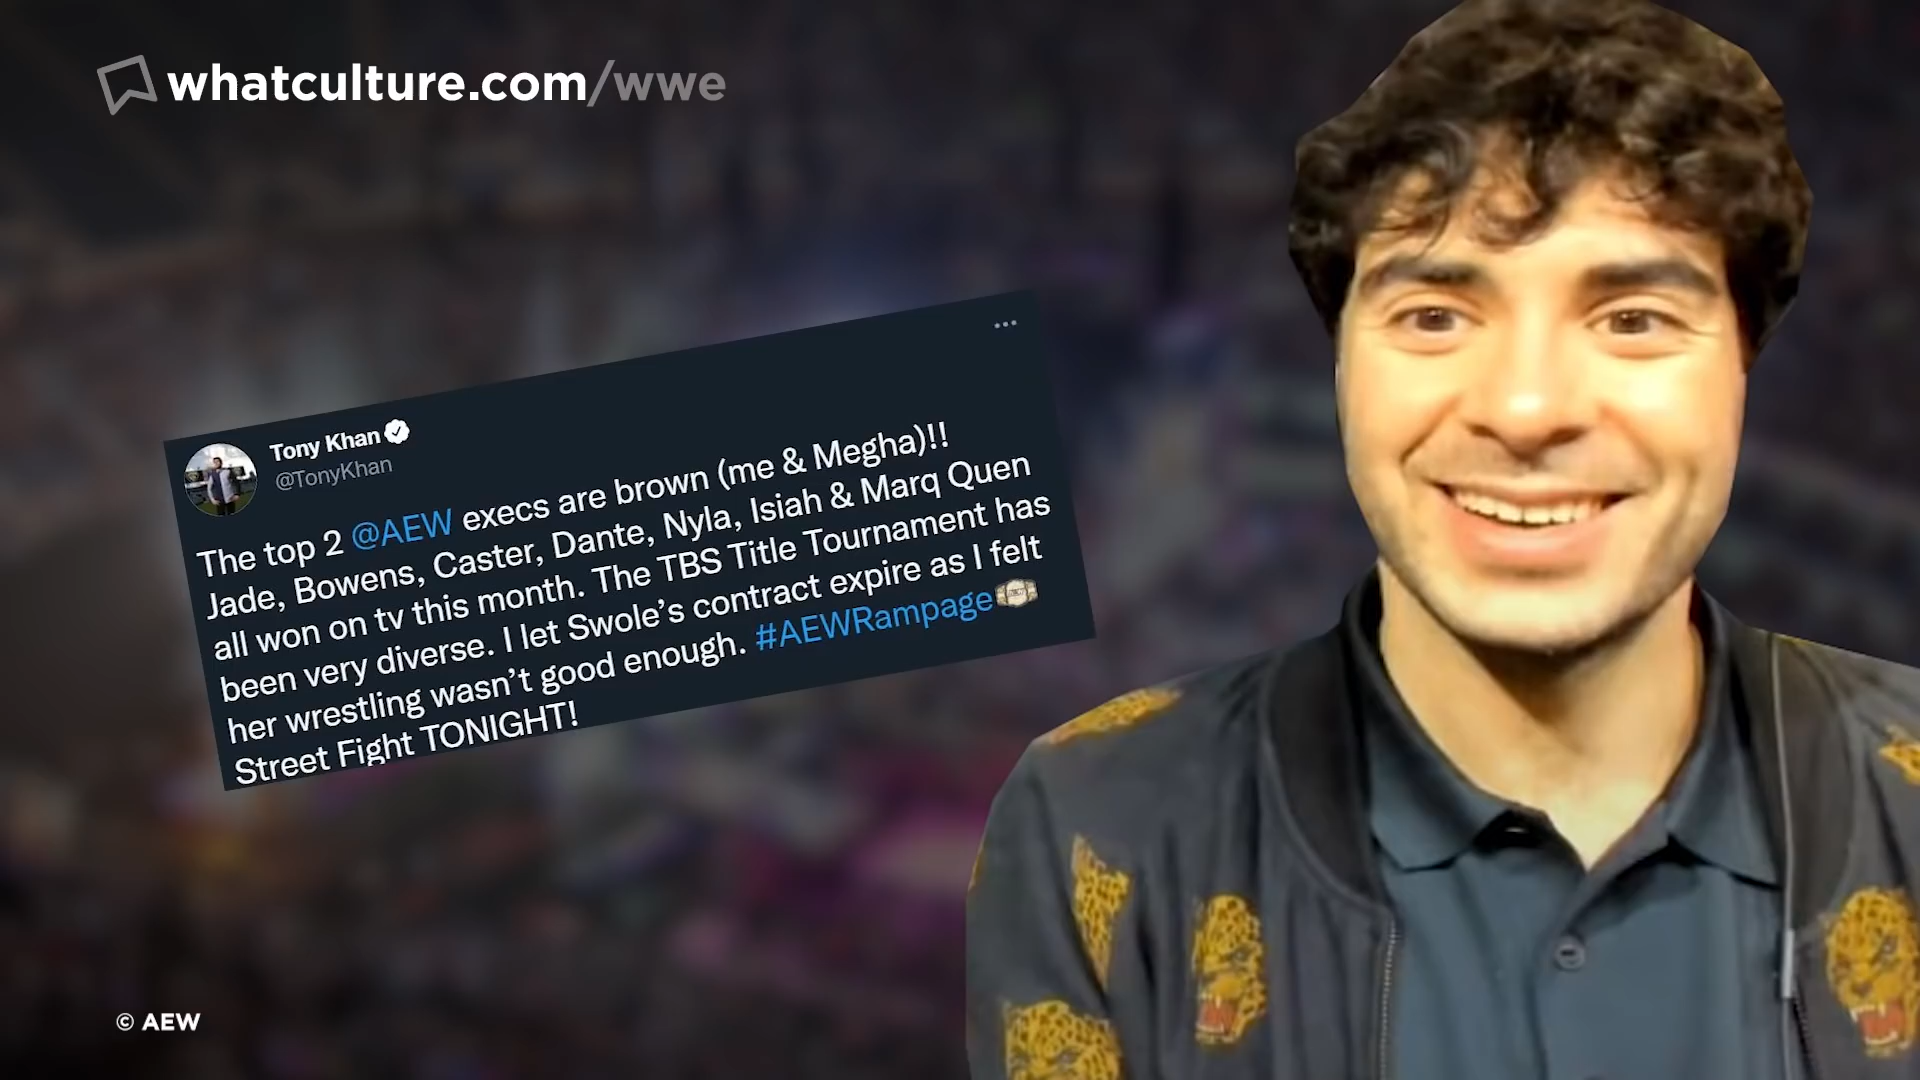 whatculture.com/wwe
Tony Khan
@TonyKhan
The top 2 @AEW execs are brown (me & Megha)!!
Jade, Bowens, Caster, Dante, Nyla, Isiah & Marq Quen
all won on tv this month. The TBS Title Tournament has
been very diverse. I let Swole’s contract expire as I felt
her wrestling wasn’t good enough. #AEWRampage
Street Fight TONIGHT!
© AEW